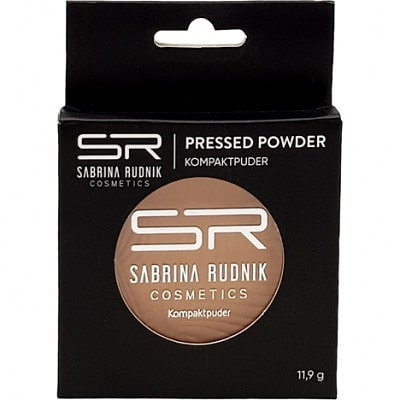 SR
SABRINA RUDNIK
COSMETICS
PRESSED POWDER
KOMPAKTPUDER
SR
SABRINA RUDNIK
COSMETICS
Kompaktpuder
11,9 g